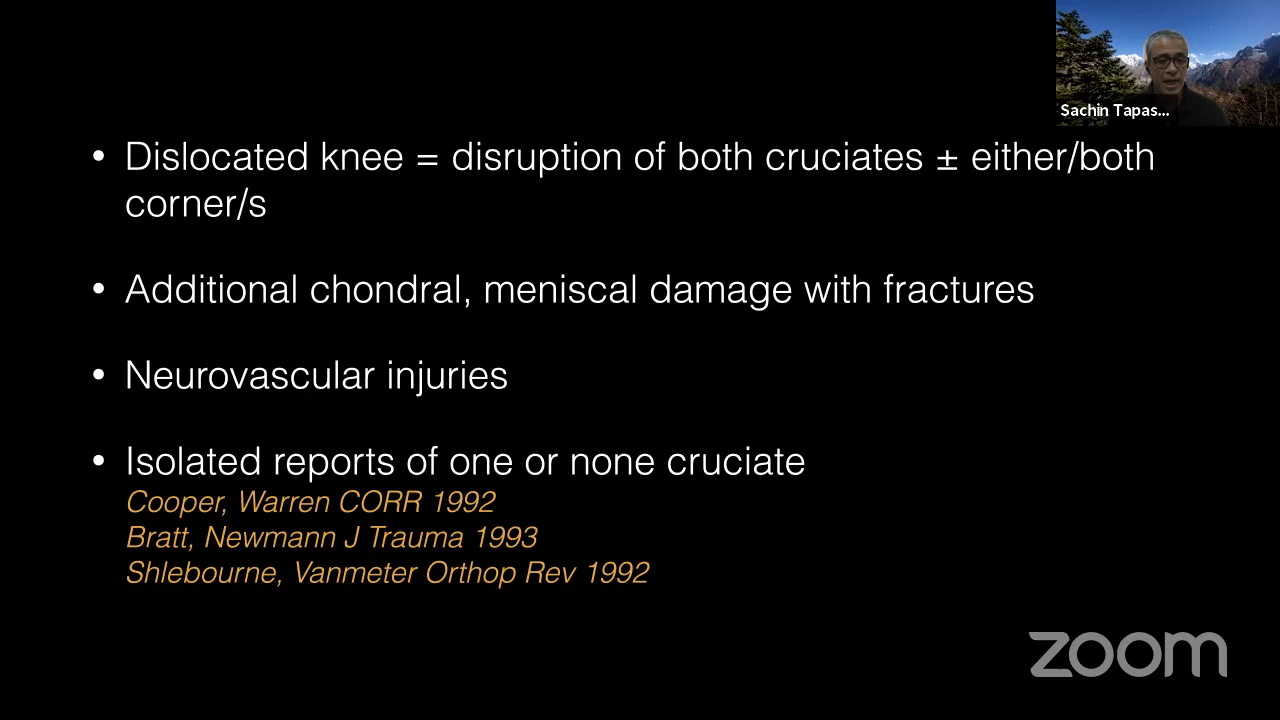 Sachin Tapas...
• Dislocated knee = disruption of both cruciates ± either/both
corner/s
• Additional chondral, meniscal damage with fractures
• Neurovascular injuries
• Isolated reports of one or none cruciate
Cooper, Warren CORR 1992
Bratt, Newmann J Trauma 1993
Shlebourne, Vanmeter Orthop Rev 1992
zoom